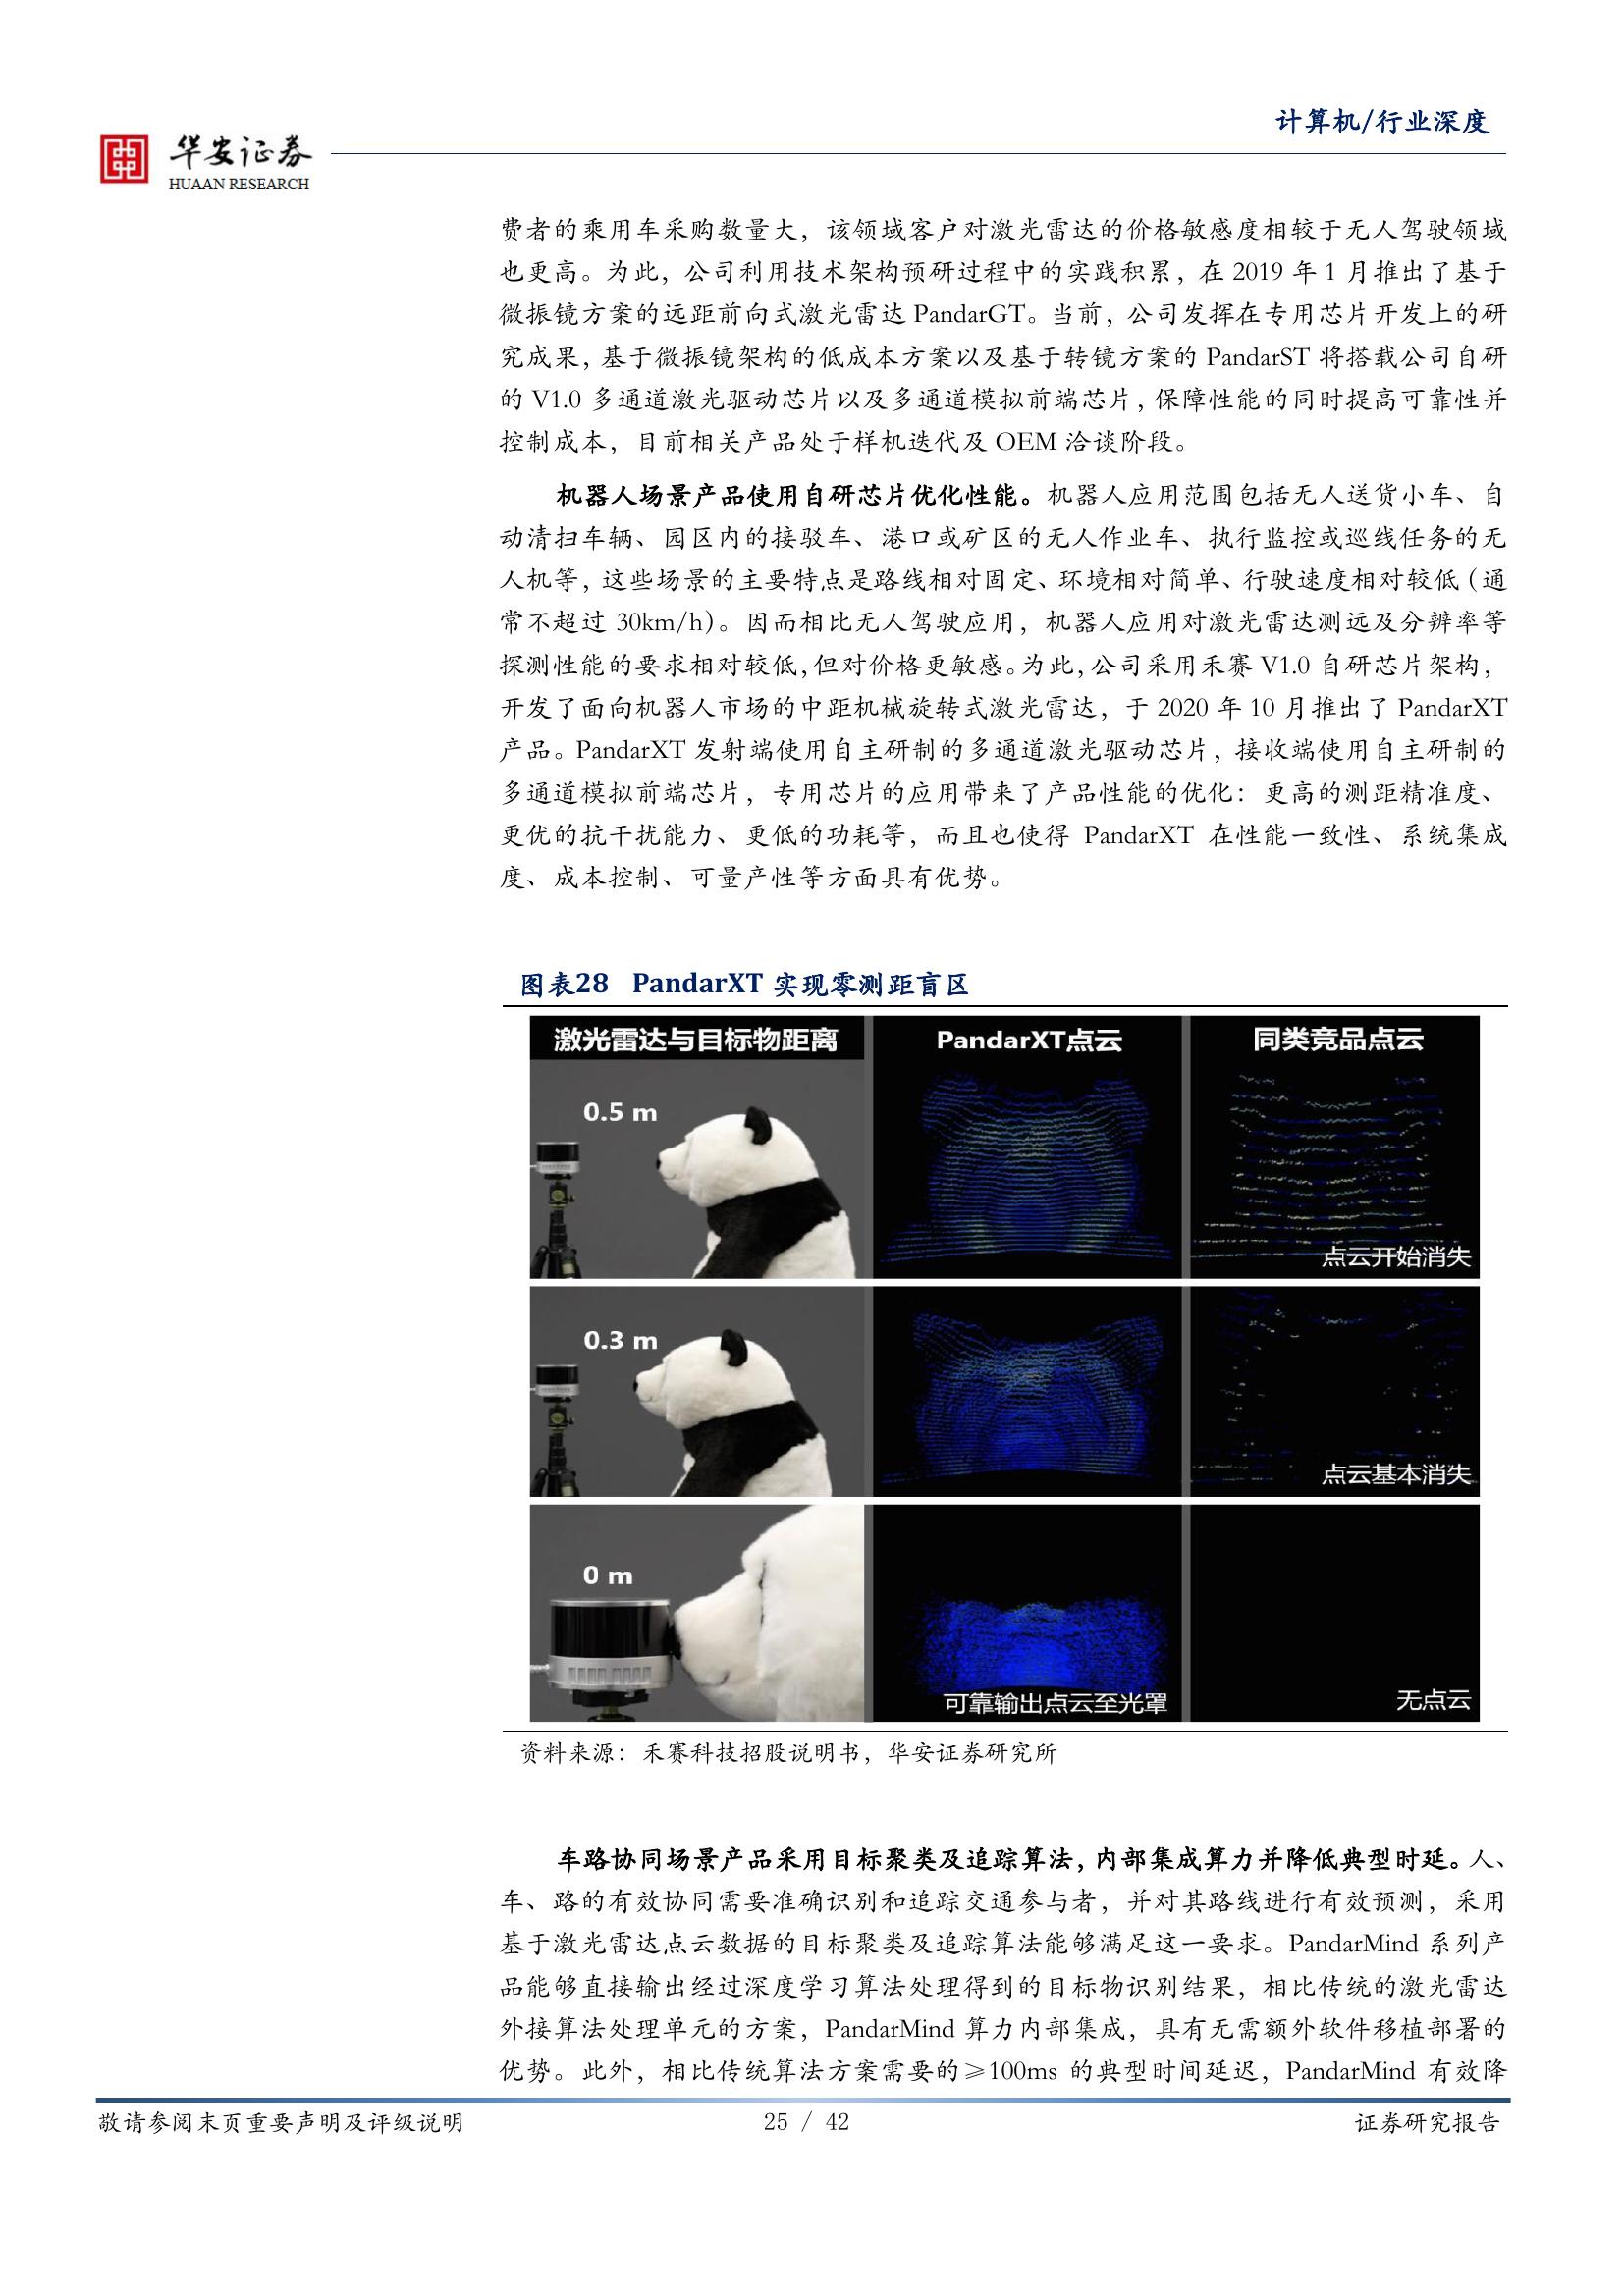 计算机/行业深度
华安证券
HUAAN RESEARCH
费者的乘用车采购数量大，该领域客户对激光雷达的价格敏感度相较于无人驾驶领域
也更高。为此，公司利用技术架构预研过程中的实践积累，在 2019 年 1 月推出了基于
微振镜方案的远距前向式激光雷达 PandarGT。当前，公司发挥在专用芯片开发上的研
究成果，基于微振镜架构的低成本方案以及基于转镜方案的 PandarST 将搭载公司自研
的 V1.0 多通道激光驱动芯片以及多通道模拟前端芯片，保障性能的同时提高可靠性并
控制成本，目前相关产品处于样机迭代及 OEM 洽谈阶段。
机器人场景产品使用自研芯片优化性能。机器人应用范围包括无人送货小车、自
动清扫车辆、园区内的接驳车、港口或矿区的无人作业车、执行监控或巡线任务的无
人机等，这些场景的主要特点是路线相对固定、环境相对简单、行驶速度相对较低（通
常不超过 30km/h）。因而相比无人驾驶应用，机器人应用对激光雷达测远及分辨率等
探测性能的要求相对较低，但对价格更敏感。为此，公司采用禾赛 V1.0 自研芯片架构，
开发了面向机器人市场的中距机械旋转式激光雷达，于 2020 年 10 月推出了 PandarXT
产品。PandarXT 发射端使用自主研制的多通道激光驱动芯片，接收端使用自主研制的
多通道模拟前端芯片，专用芯片的应用带来了产品性能的优化：更高的测距精准度、
更优的抗干扰能力、更低的功耗等，而且也使得 PandarXT 在性能一致性、系统集成
度、成本控制、可量产性等方面具有优势。
图表28 PandarXT 实现零测距盲区
激光雷达与目标物距离 PandarXT点云 同类竞品点云
0.5 m
点云开始消失
0.3 m
点云基本消失
0 m
可靠输出点云至光罩
无点云
资料来源：禾赛科技招股说明书，华安证券研究所
车路协同场景产品采用目标聚类及追踪算法，内部集成算力并降低典型时延。人、
车、路的有效协同需要准确识别和追踪交通参与者，并对其路线进行有效预测，采用
基于激光雷达点云数据的目标聚类及追踪算法能够满足这一要求。PandarMind 系列产
品能够直接输出经过深度学习算法处理得到的目标物识别结果，相比传统的激光雷达
外接算法处理单元的方案，PandarMind 算力内部集成，具有无需额外软件移植部署的
优势。此外，相比传统算法方案需要的≥100ms 的典型时间延迟，PandarMind 有效降
敬请参阅末页重要声明及评级说明 25 / 42 证券研究报告